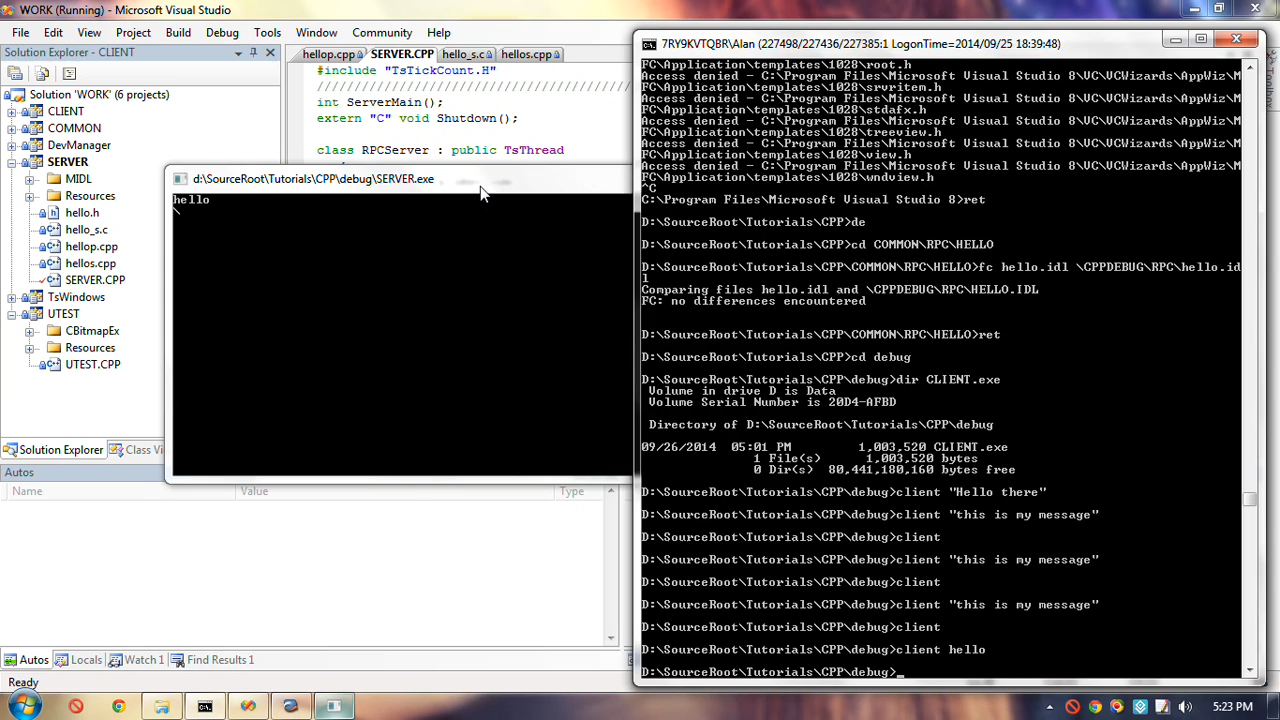 WORK (Running) - Microsoft Visual Studio
File Edit View Project Build Debug Tools Window Community Help
Solution Explorer - CLIENT
Solution 'WORK' (6 projects)
CLIENT
COMMON
DevManager
SERVER
MIDL
Resources
hello.h
hello_s.c
hellop.cpp
hellos.cpp
SERVER.CPP
TsWindows
UTEST
CBitmapEx
Resources
UTEST.CPP
Solution Explorer Class Vi
hellop.cpp SERVER.CPP hello_s.c hellos.cpp
#include "TsTickCount.H"
////////////////////////////////////////////
int ServerMain();
extern "C" void Shutdown();
class RPCServer : public TsThread
d:\SourceRoot\Tutorials\CPP\debug\SERVER.exe
hello
\
Autos
Name Value Type
Autos Locals Watch 1 Find Results 1
Ready
7RY9KVTQBR\Alan (227498/227436/227385:1 LogonTime=2014/09/25 18:39:48)
FC\Application\templates\1028\root.h
Access denied - C:\Program Files\Microsoft Visual Studio 8\VC\VCWizards\AppWiz\M
FC\Application\templates\1028\srvritem.h
Access denied - C:\Program Files\Microsoft Visual Studio 8\VC\VCWizards\AppWiz\M
FC\Application\templates\1028\stdafx.h
Access denied - C:\Program Files\Microsoft Visual Studio 8\VC\VCWizards\AppWiz\M
FC\Application\templates\1028\treeview.h
Access denied - C:\Program Files\Microsoft Visual Studio 8\VC\VCWizards\AppWiz\M
FC\Application\templates\1028\view.h
Access denied - C:\Program Files\Microsoft Visual Studio 8\VC\VCWizards\AppWiz\M
FC\Application\templates\1028\wndview.h
^C
C:\Program Files\Microsoft Visual Studio 8>ret
D:\SourceRoot\Tutorials\CPP>de
D:\SourceRoot\Tutorials\CPP>cd COMMON\RPC\HELLO
D:\SourceRoot\Tutorials\CPP\COMMON\RPC\HELLO>fc hello.idl \CPPDEBUG\RPC\hello.id
l
Comparing files hello.idl and \CPPDEBUG\RPC\HELLO.IDL
FC: no differences encountered
D:\SourceRoot\Tutorials\CPP\COMMON\RPC\HELLO>ret
D:\SourceRoot\Tutorials\CPP>cd debug
D:\SourceRoot\Tutorials\CPP\debug>dir CLIENT.exe
Volume in drive D is Data
Volume Serial Number is 20D4-AFBD
Directory of D:\SourceRoot\Tutorials\CPP\debug
09/26/2014 05:01 PM 1,003,520 CLIENT.exe
1 File(s) 1,003,520 bytes
0 Dir(s) 80,441,180,160 bytes free
D:\SourceRoot\Tutorials\CPP\debug>client "Hello there"
D:\SourceRoot\Tutorials\CPP\debug>client "this is my message"
D:\SourceRoot\Tutorials\CPP\debug>client
D:\SourceRoot\Tutorials\CPP\debug>client "this is my message"
D:\SourceRoot\Tutorials\CPP\debug>client
D:\SourceRoot\Tutorials\CPP\debug>client "this is my message"
D:\SourceRoot\Tutorials\CPP\debug>client
D:\SourceRoot\Tutorials\CPP\debug>client hello
D:\SourceRoot\Tutorials\CPP\debug>_
5:23 PM